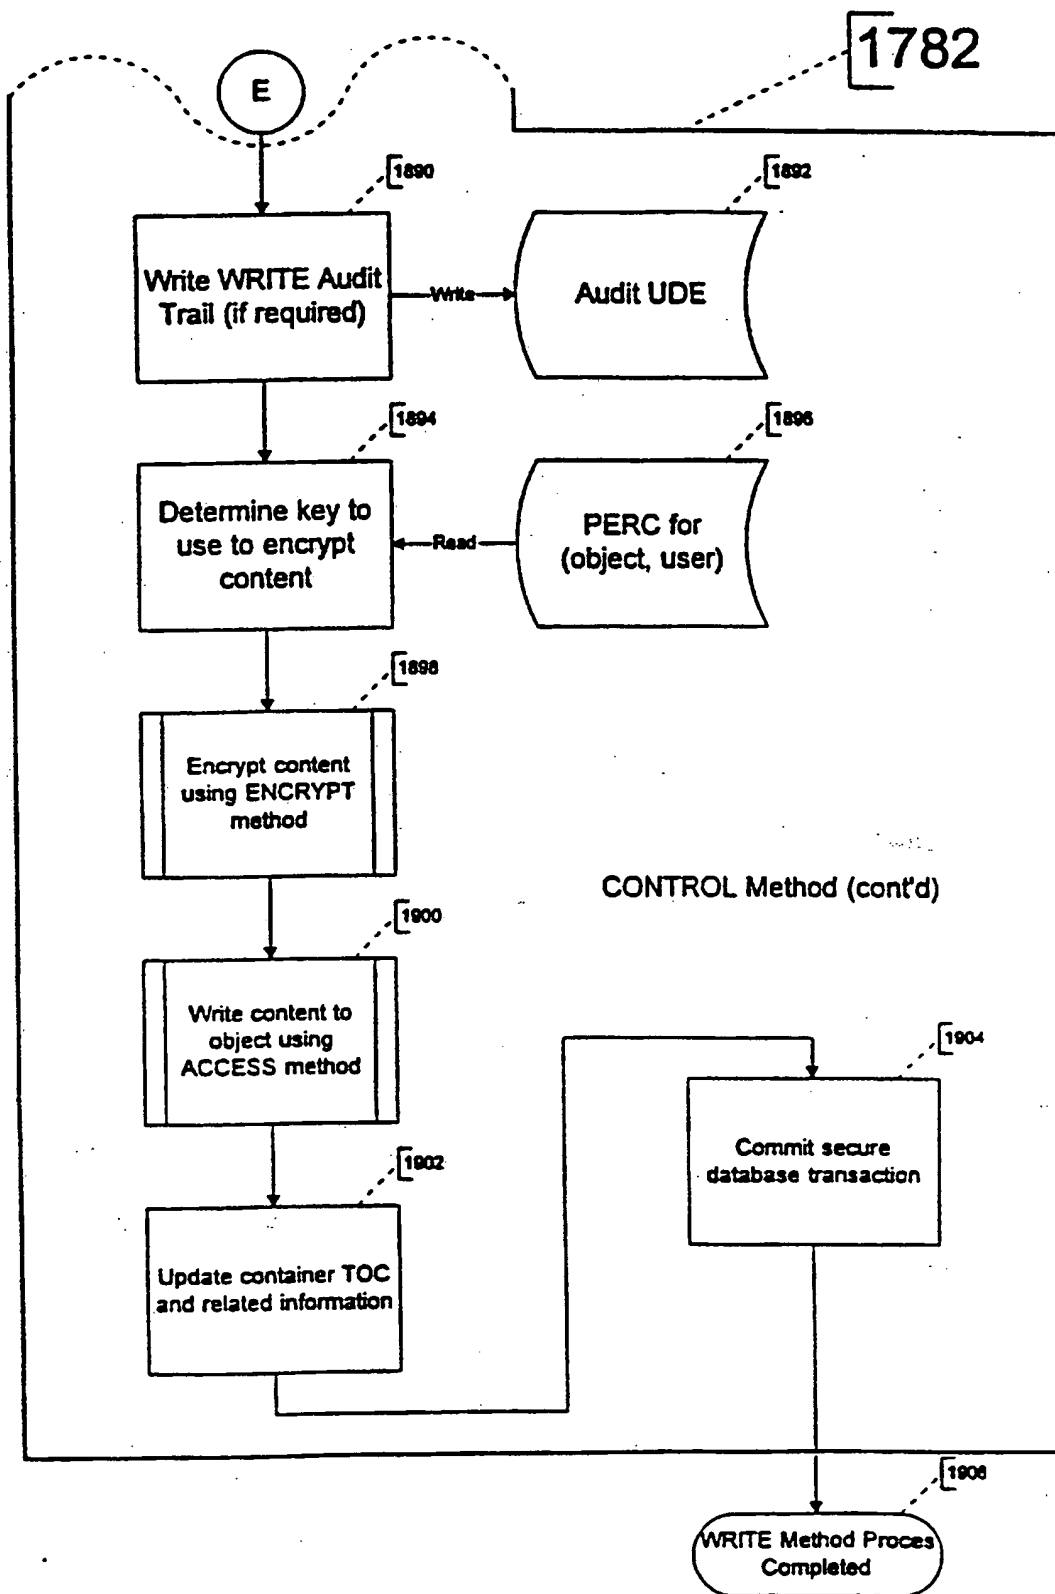 1782
E
1890
1892
Write WRITE Audit
Trail (if required)
Write
Audit UDE
1894
1896
Determine key to
use to encrypt
content
Read
PERC for
(object, user)
1898
Encrypt content
using ENCRYPT
method
CONTROL Method (cont'd)
1900
Write content to
object using
ACCESS method
1904
Commit secure
database transaction
1902
Update container TOC
and related information
1906
WRITE Method Proces
Completed